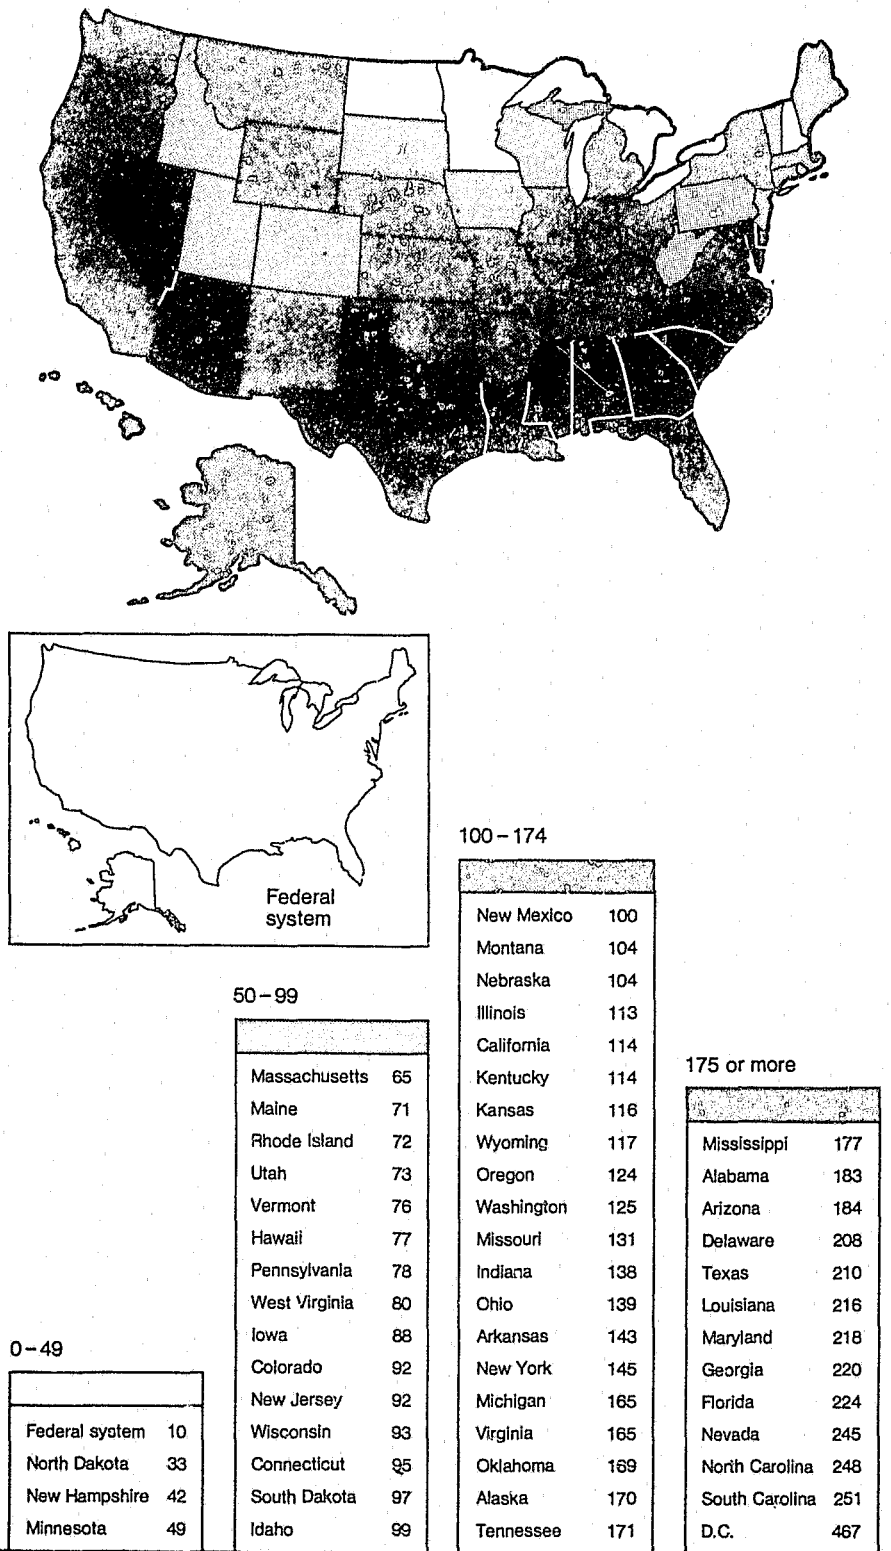 Federal
system
100–174
New Mexico 100
Montana 104
Nebraska 104
Illinois 113
California 114
Kentucky 114
Kansas 116
Wyoming 117
Oregon 124
Washington 125
Missouri 131
Indiana 138
Ohio 139
Arkansas 143
New York 145
Michigan 165
Virginia 165
Oklahoma 169
Alaska 170
Tennessee 171
50–99
Massachusetts 65
Maine 71
Rhode Island 72
Utah 73
Vermont 76
Hawaii 77
Pennsylvania 78
West Virginia 80
Iowa 88
Colorado 92
New Jersey 92
Wisconsin 93
Connecticut 95
South Dakota 97
Idaho 99
175 or more
Mississippi 177
Alabama 183
Arizona 184
Delaware 208
Texas 210
Louisiana 216
Maryland 218
Georgia 220
Florida 224
Nevada 245
North Carolina 248
South Carolina 251
D.C. 467
0–49
Federal system 10
North Dakota 33
New Hampshire 42
Minnesota 49